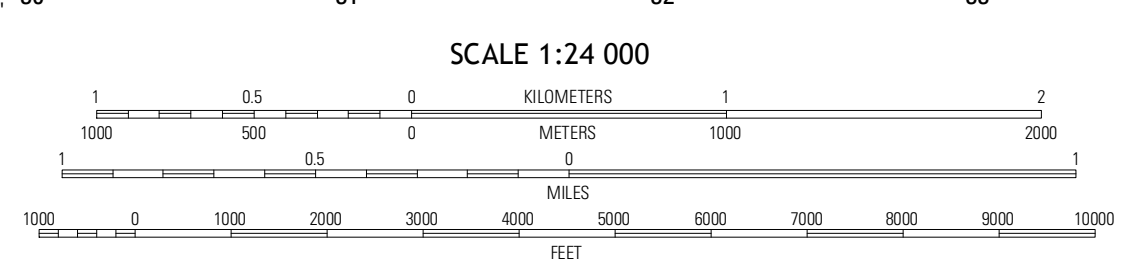 SCALE 1:24 000
1 0.5 0 KILOMETERS 1 2
1000 500 0 METERS 1000 2000
1 0.5 0 1
MILES
1000 0 1000 2000 3000 4000 5000 6000 7000 8000 9000 10000
FEET